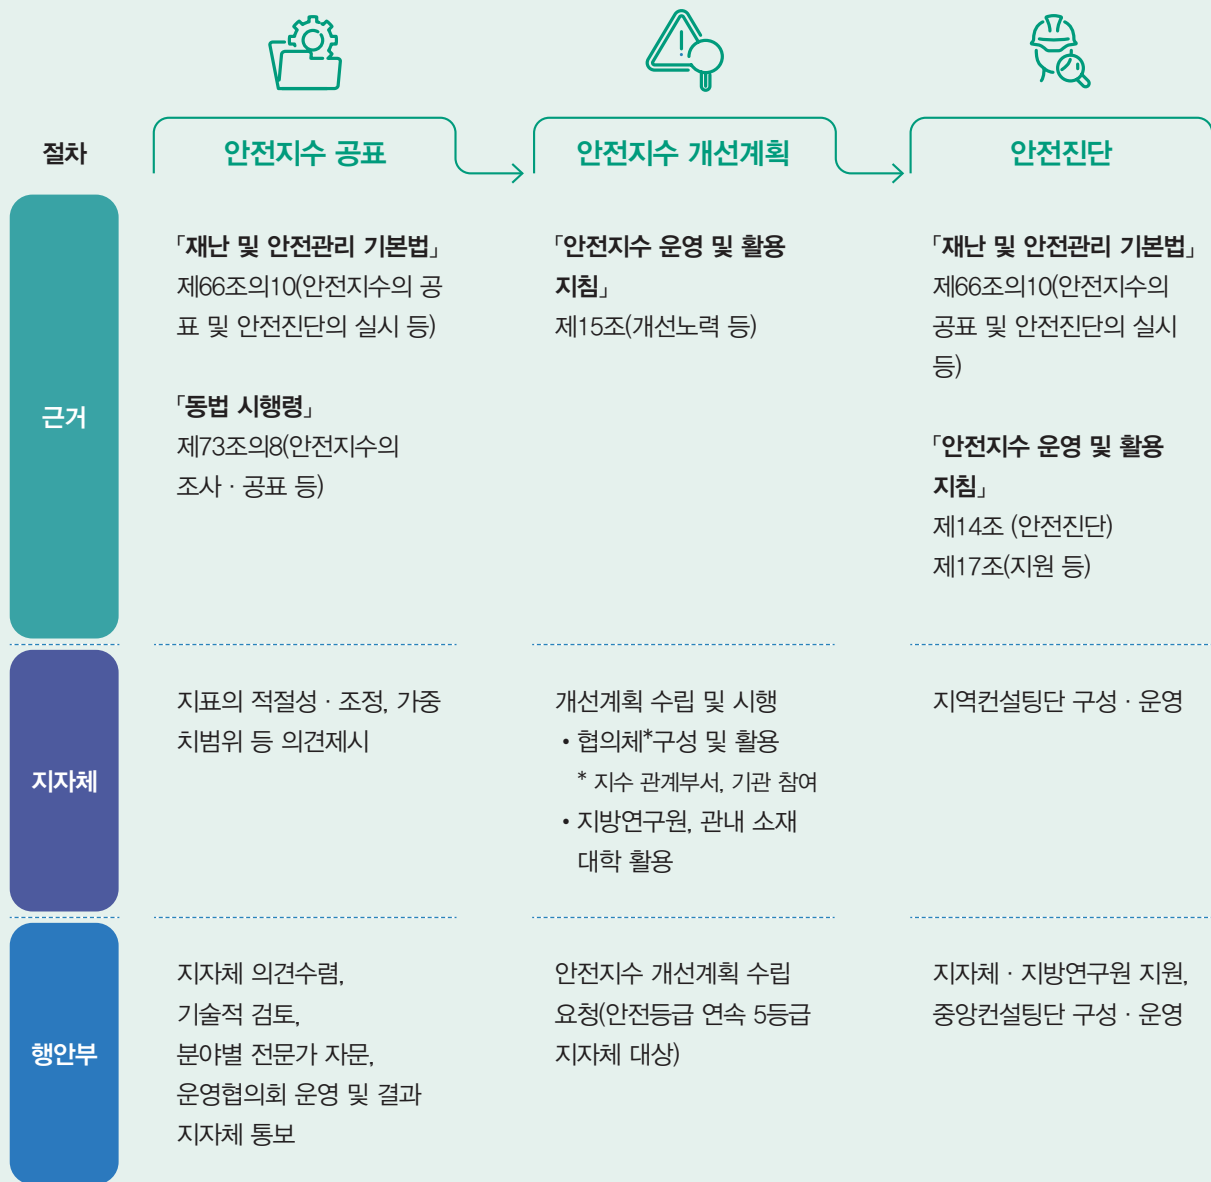 절차
안전지수 공표
안전지수 개선계획
안전진단
근거
「재난 및 안전관리 기본법」
제66조의10(안전지수의 공
표 및 안전진단의 실시 등)
「동법 시행령」
제73조의8(안전지수의
조사 · 공표 등)
「안전지수 운영 및 활용
지침」
제15조(개선노력 등)
「재난 및 안전관리 기본법」
제66조의10(안전지수의
공표 및 안전진단의 실시
등)
「안전지수 운영 및 활용
지침」
제14조 (안전진단)
제17조(지원 등)
지자체
지표의 적절성 · 조정, 가중
치범위 등 의견제시
개선계획 수립 및 시행
• 협의체*구성 및 활용
* 지수 관계부서, 기관 참여
• 지방연구원, 관내 소재
대학 활용
지역컨설팅단 구성 · 운영
행안부
지자체 의견수렴,
기술적 검토,
분야별 전문가 자문,
운영협의회 운영 및 결과
지자체 통보
안전지수 개선계획 수립
요청(안전등급 연속 5등급
지자체 대상)
지자체 · 지방연구원 지원,
중앙컨설팅단 구성 · 운영